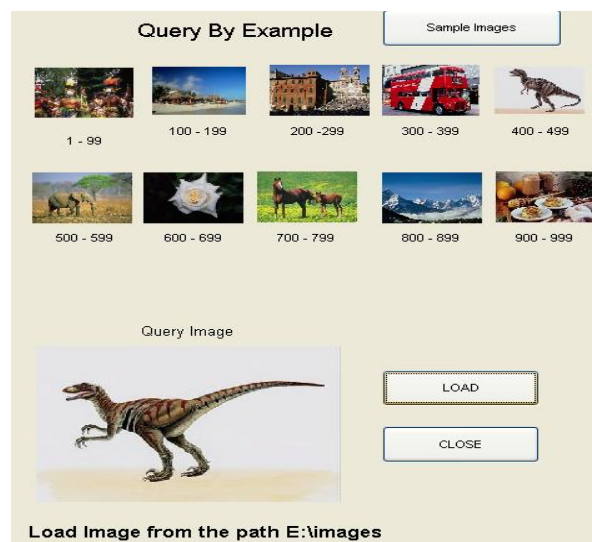 Query By Example
Sample Images
1 - 99
100 - 199
200 -299
300 - 399
400 - 499
500 - 599
600 - 699
700 - 799
800 - 899
900 - 999
Query Image
LOAD
CLOSE
Load Image from the path E:\images